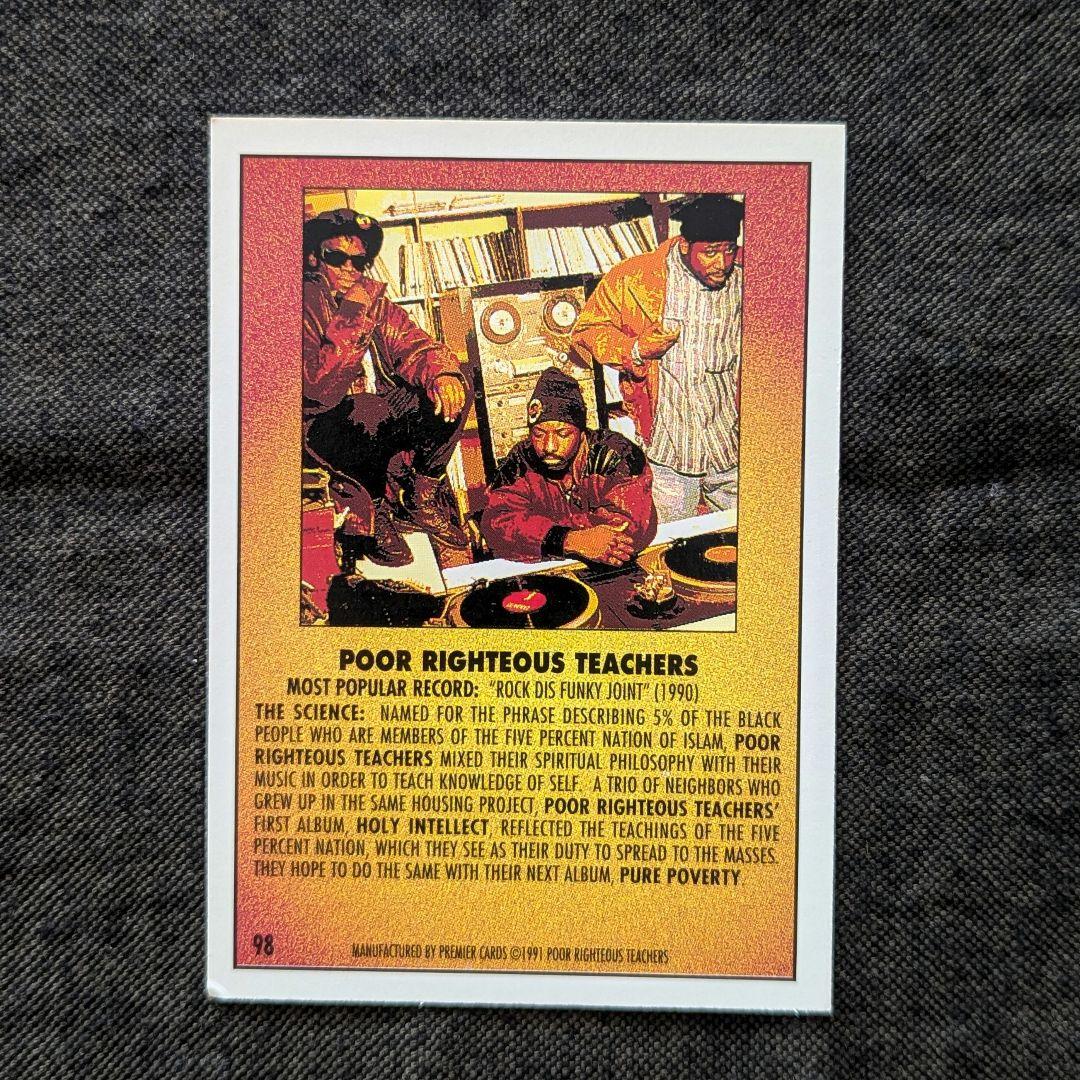 POOR RIGHTEOUS TEACHERS
MOST POPULAR RECORD: "ROCK DIS FUNKY JOINT" (1990)
THE SCIENCE: NAMED FOR THE PHRASE DESCRIBING 5% OF THE BLACK
PEOPLE WHO ARE MEMBERS OF THE FIVE PERCENT NATION OF ISLAM, POOR
RIGHTEOUS TEACHERS MIXED THEIR SPIRITUAL PHILOSOPHY WITH THEIR
MUSIC IN ORDER TO TEACH KNOWLEDGE OF SELF. A TRIO OF NEIGHBORS WHO
GREW UP IN THE SAME HOUSING PROJECT, POOR RIGHTEOUS TEACHERS'
FIRST ALBUM, HOLY INTELLECT, REFLECTED THE TEACHINGS OF THE FIVE
PERCENT NATION, WHICH THEY SEE AS THEIR DUTY TO SPREAD TO THE MASSES.
THEY HOPE TO DO THE SAME WITH THEIR NEXT ALBUM, PURE POVERTY.
98
MANUFACTURED BY PREMIER CARDS ©1991 POOR RIGHTEOUS TEACHERS